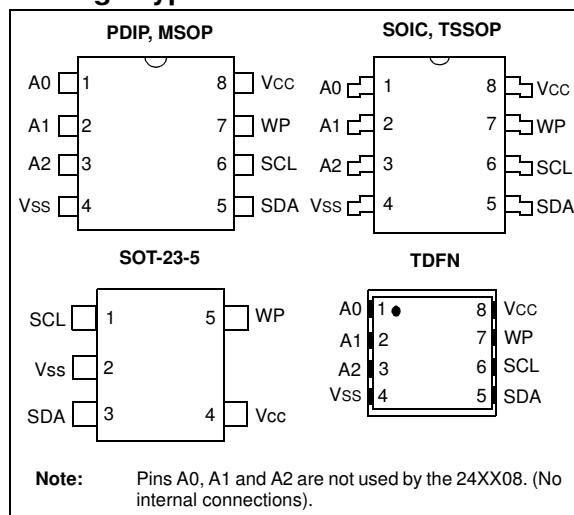 PDIP, MSOP
A0 1 8 VCC
A1 2 7 WP
A2 3 6 SCL
VSS 4 5 SDA
SOIC, TSSOP
A0 1 8 VCC
A1 2 7 WP
A2 3 6 SCL
VSS 4 5 SDA
SOT-23-5
SCL 1 5 WP
Vss 2
SDA 3 4 Vcc
TDFN
A0 1 8 VCC
A1 2 7 WP
A2 3 6 SCL
VSS 4 5 SDA
Note: Pins A0, A1 and A2 are not used by the 24XX08. (No
internal connections).